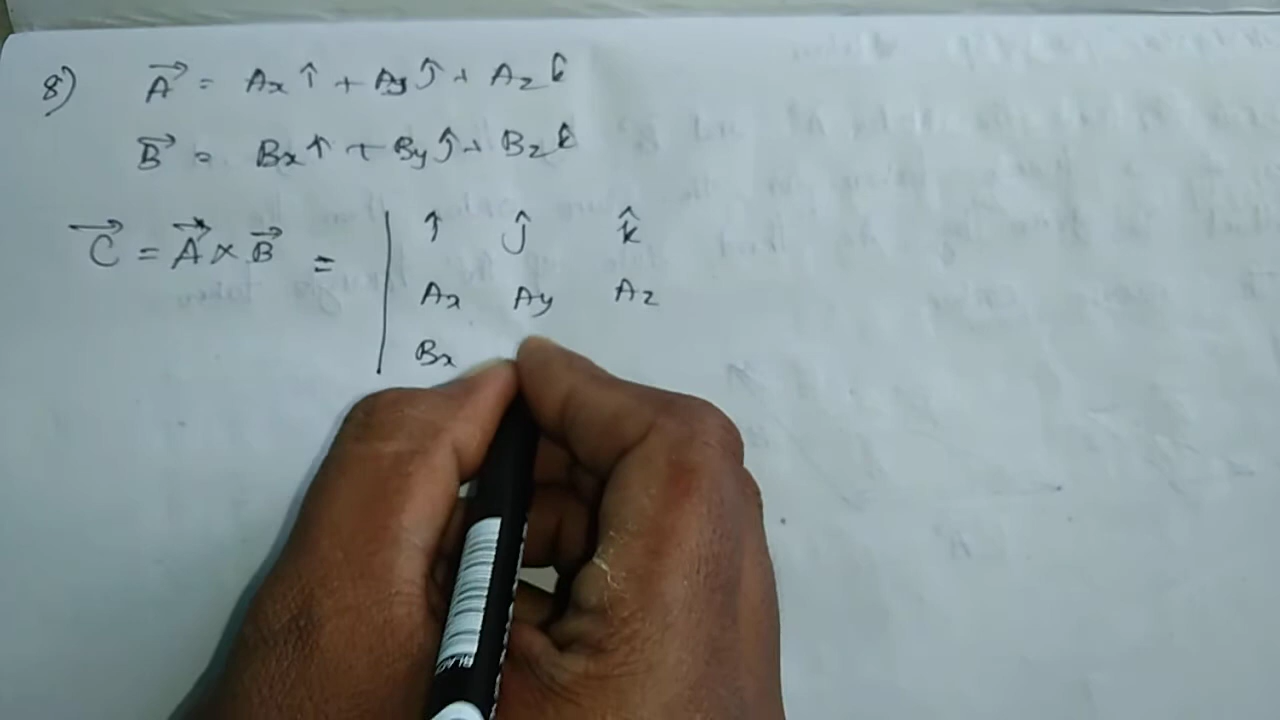 8) A⃗ = Ax î + Ay ĵ + Az k̂
B⃗ = Bx î + By ĵ + Bz k̂
C⃗ = A⃗ × B⃗ = | î ĵ k̂
Ax Ay Az
Bx